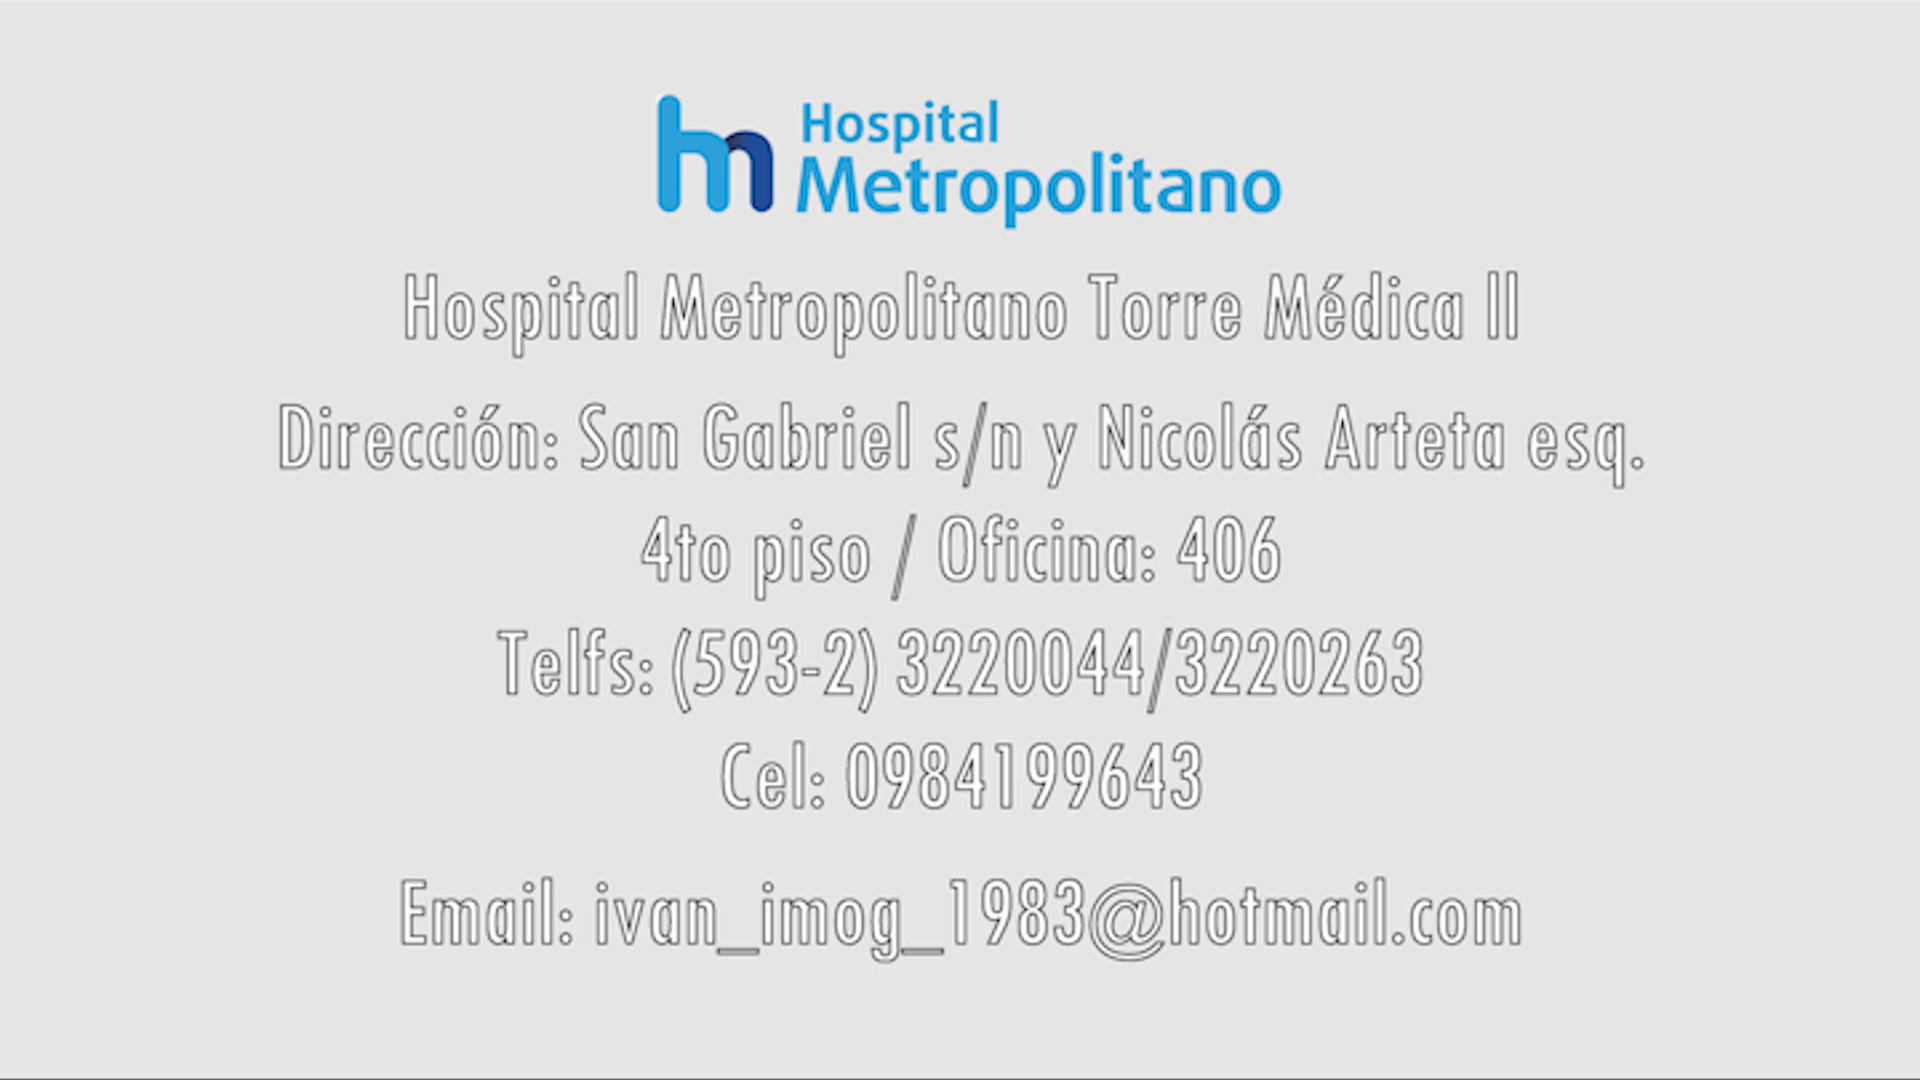 Hospital
Metropolitano
Hospital Metropolitano Torre Médica II
Dirección: San Gabriel s/n y Nicolás Arteta esq.
4to piso / Oficina: 406
Telfs: (593-2) 3220044/3220263
Cel: 0984199643
Email: ivan_imog_1983@hotmail.com